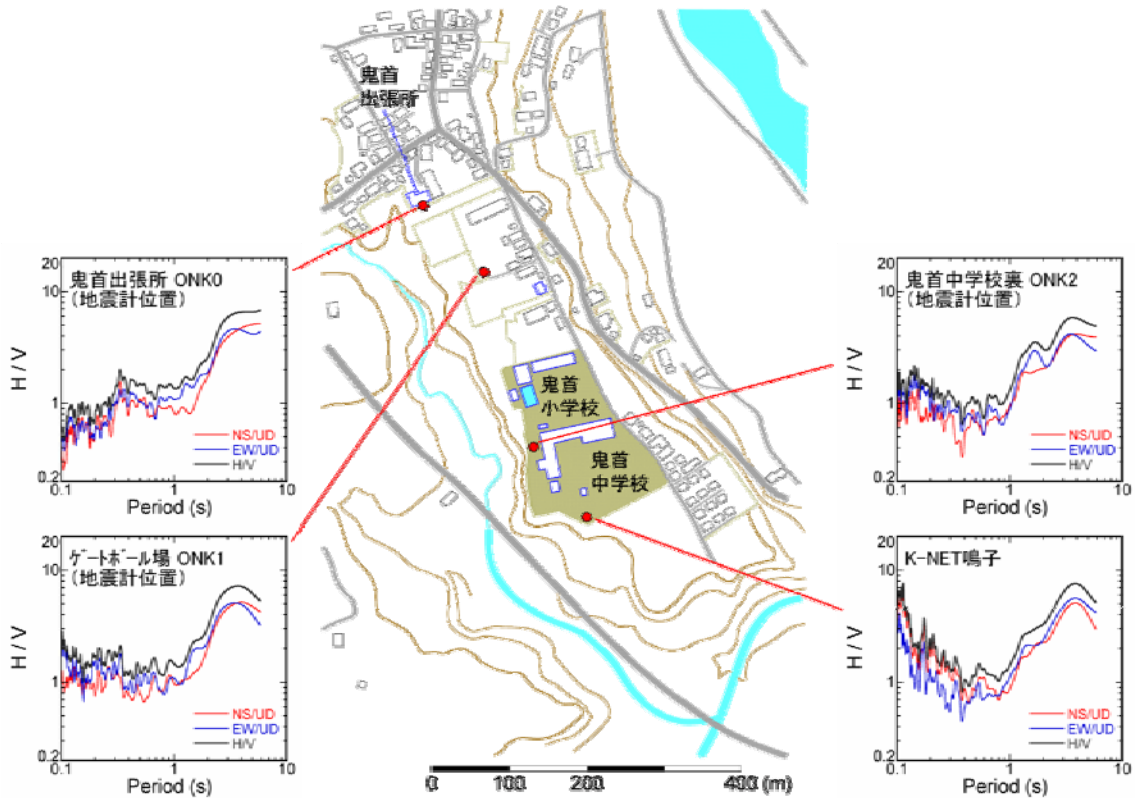 鬼首
出張所
鬼首
小学校
鬼首
中学校
0 100 200 400 (m)
20
10
1
0.2
H / V
鬼首出張所 ONK0
(地震計位置)
NS/UD
EW/UD
H/V
0.1 1 10
Period (s)
20
10
1
0.2
H / V
ゲートボール場 ONK1
(地震計位置)
NS/UD
EW/UD
H/V
0.1 1 10
Period (s)
20
10
1
0.2
H / V
鬼首中学校裏 ONK2
(地震計位置)
NS/UD
EW/UD
H/V
0.1 1 10
Period (s)
20
10
1
0.2
H / V
K-NET鳴子
NS/UD
EW/UD
H/V
0.1 1 10
Period (s)